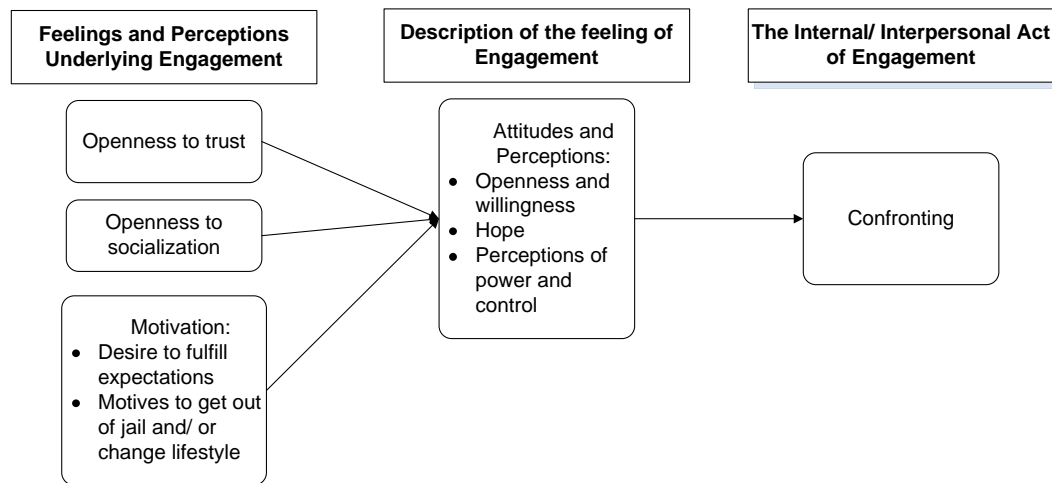 Feelings and Perceptions
Underlying Engagement
Description of the feeling of
Engagement
The Internal/ Interpersonal Act
of Engagement
Openness to trust
Openness to
socialization
Motivation:
● Desire to fulfill
expectations
● Motives to get out
of jail and/ or
change lifestyle
Attitudes and
Perceptions:
● Openness and
willingness
● Hope
● Perceptions of
power and
control
Confronting